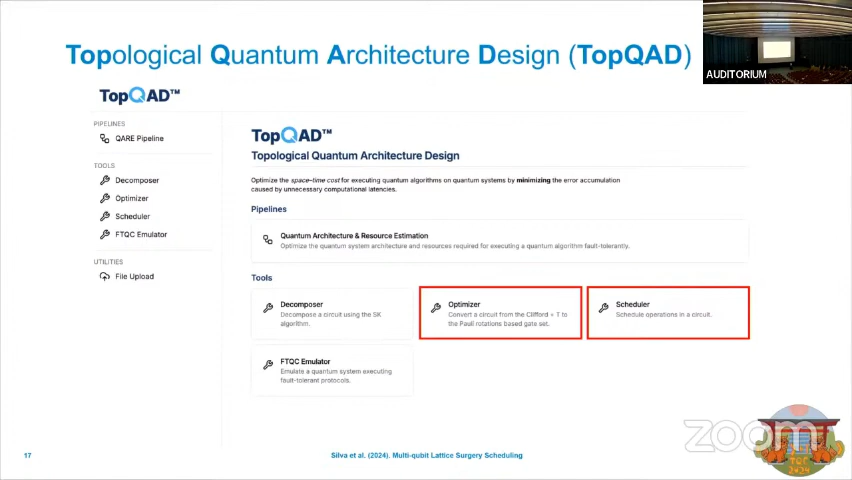 Topological Quantum Architecture Design (TopQAD)
AUDITORIUM
TopQAD™
PIPELINES
QARE Pipeline
TOOLS
Decomposer
Optimizer
Scheduler
FTQC Emulator
UTILITIES
File Upload
TopQAD™
Topological Quantum Architecture Design
Optimize the space-time cost for executing quantum algorithms on quantum systems by minimizing the error accumulation
caused by unnecessary computational latencies.
Pipelines
Quantum Architecture & Resource Estimation
Optimize the quantum system architecture and resources required for executing a quantum algorithm fault-tolerantly.
Tools
Decomposer
Decompose a circuit using the SK
algorithm.
Optimizer
Convert a circuit from the Clifford + T to
the Pauli rotations based gate set.
Scheduler
Schedule operations in a circuit.
FTQC Emulator
Emulate a quantum system executing
fault-tolerant protocols.
17
Silva et al. (2024). Multi-qubit Lattice Surgery Scheduling
zoom
TQC
2024